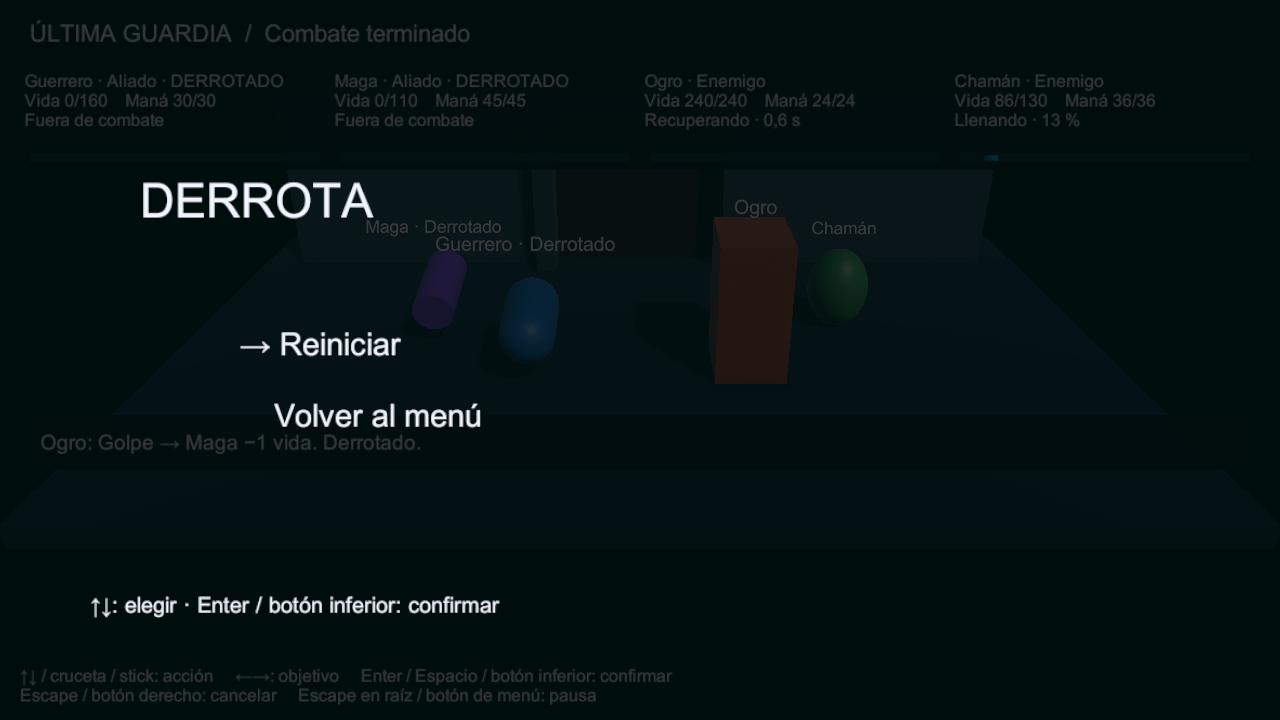 ÚLTIMA GUARDIA / Combate terminado
Guerrero · Aliado · DERROTADO
Vida 0/160 Maná 30/30
Fuera de combate
Maga · Aliado · DERROTADO
Vida 0/110 Maná 45/45
Fuera de combate
Ogro · Enemigo
Vida 240/240 Maná 24/24
Recuperando · 0,6 s
Chamán · Enemigo
Vida 86/130 Maná 36/36
Llenando · 13 %
DERROTA
Ogro
Maga · Derrotado
Chamán
Guerrero · Derrotado
→ Reiniciar
Volver al menú
Ogro: Golpe → Maga −1 vida. Derrotado.
↑↓: elegir · Enter / botón inferior: confirmar
↑↓ / cruceta / stick: acción ←→: objetivo Enter / Espacio / botón inferior: confirmar
Escape / botón derecho: cancelar Escape en raíz / botón de menú: pausa